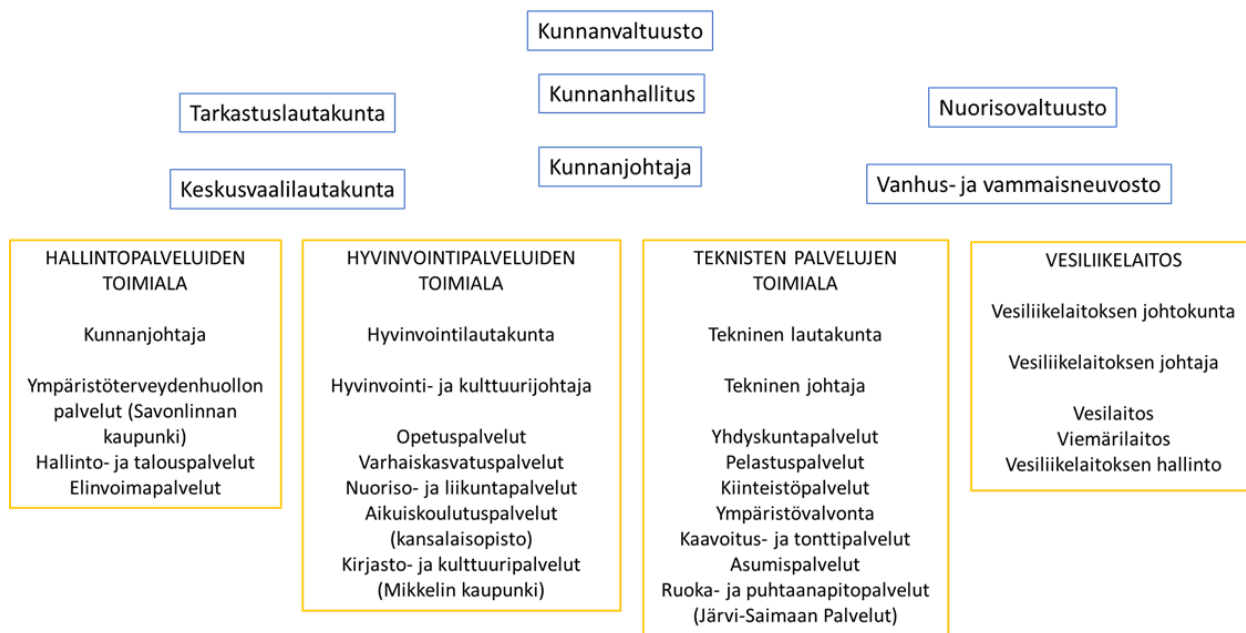 Kunnanvaltuusto
Kunnanhallitus
Tarkastuslautakunta
Nuorisovaltuusto
Kunnanjohtaja
Keskusvaalilautakunta
Vanhus- ja vammaisneuvosto
HALLINTOPALVELUIDEN
TOIMIALA
Kunnanjohtaja
Ympäristöterveydenhuollon
palvelut (Savonlinnan
kaupunki)
Hallinto- ja talouspalvelut
Elinvoimapalvelut
HYVINVOINTIPALVELUIDEN
TOIMIALA
Hyvinvointilautakunta
Hyvinvointi- ja kulttuurijohtaja
Opetuspalvelut
Varhaiskasvatuspalvelut
Nuoriso- ja liikuntapalvelut
Aikuiskoulutuspalvelut
(kansalaisopisto)
Kirjasto- ja kulttuuripalvelut
(Mikkelin kaupunki)
TEKNISTEN PALVELUJEN
TOIMIALA
Tekninen lautakunta
Tekninen johtaja
Yhdyskuntapalvelut
Pelastuspalvelut
Kiinteistöpalvelut
Ympäristövalvonta
Kaavoitus- ja tonttipalvelut
Asumispalvelut
Ruoka- ja puhtaanapitopalvelut
(Järvi-Saimaan Palvelut)
VESILIIKELAITOS
Vesiliikelaitoksen johtokunta
Vesiliikelaitoksen johtaja
Vesilaitos
Viemärilaitos
Vesiliikelaitoksen hallinto